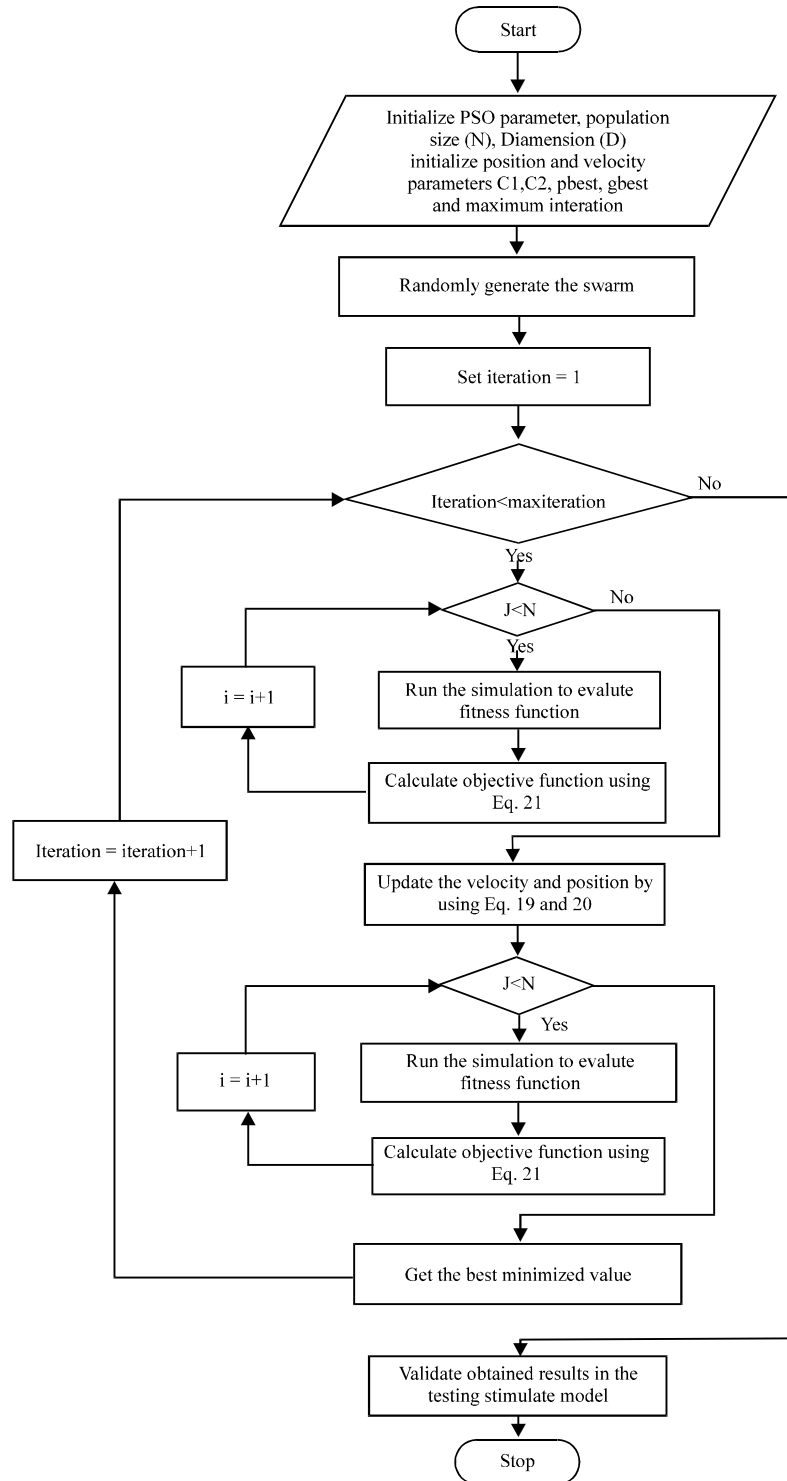 Start
Initialize PSO parameter, population
size (N), Diamension (D)
initialize position and velocity
parameters C1,C2, pbest, gbest
and maximum interation
Randomly generate the swarm
Set iteration = 1
Iteration<maxiteration
No
Yes
J<N
No
Yes
i = i+1
Run the simulation to evalute
fitness function
Calculate objective function using
Eq. 21
Iteration = iteration+1
Update the velocity and position by
using Eq. 19 and 20
J<N
Yes
i = i+1
Run the simulation to evalute
fitness function
Calculate objective function using
Eq. 21
Get the best minimized value
Validate obtained results in the
testing stimulate model
Stop